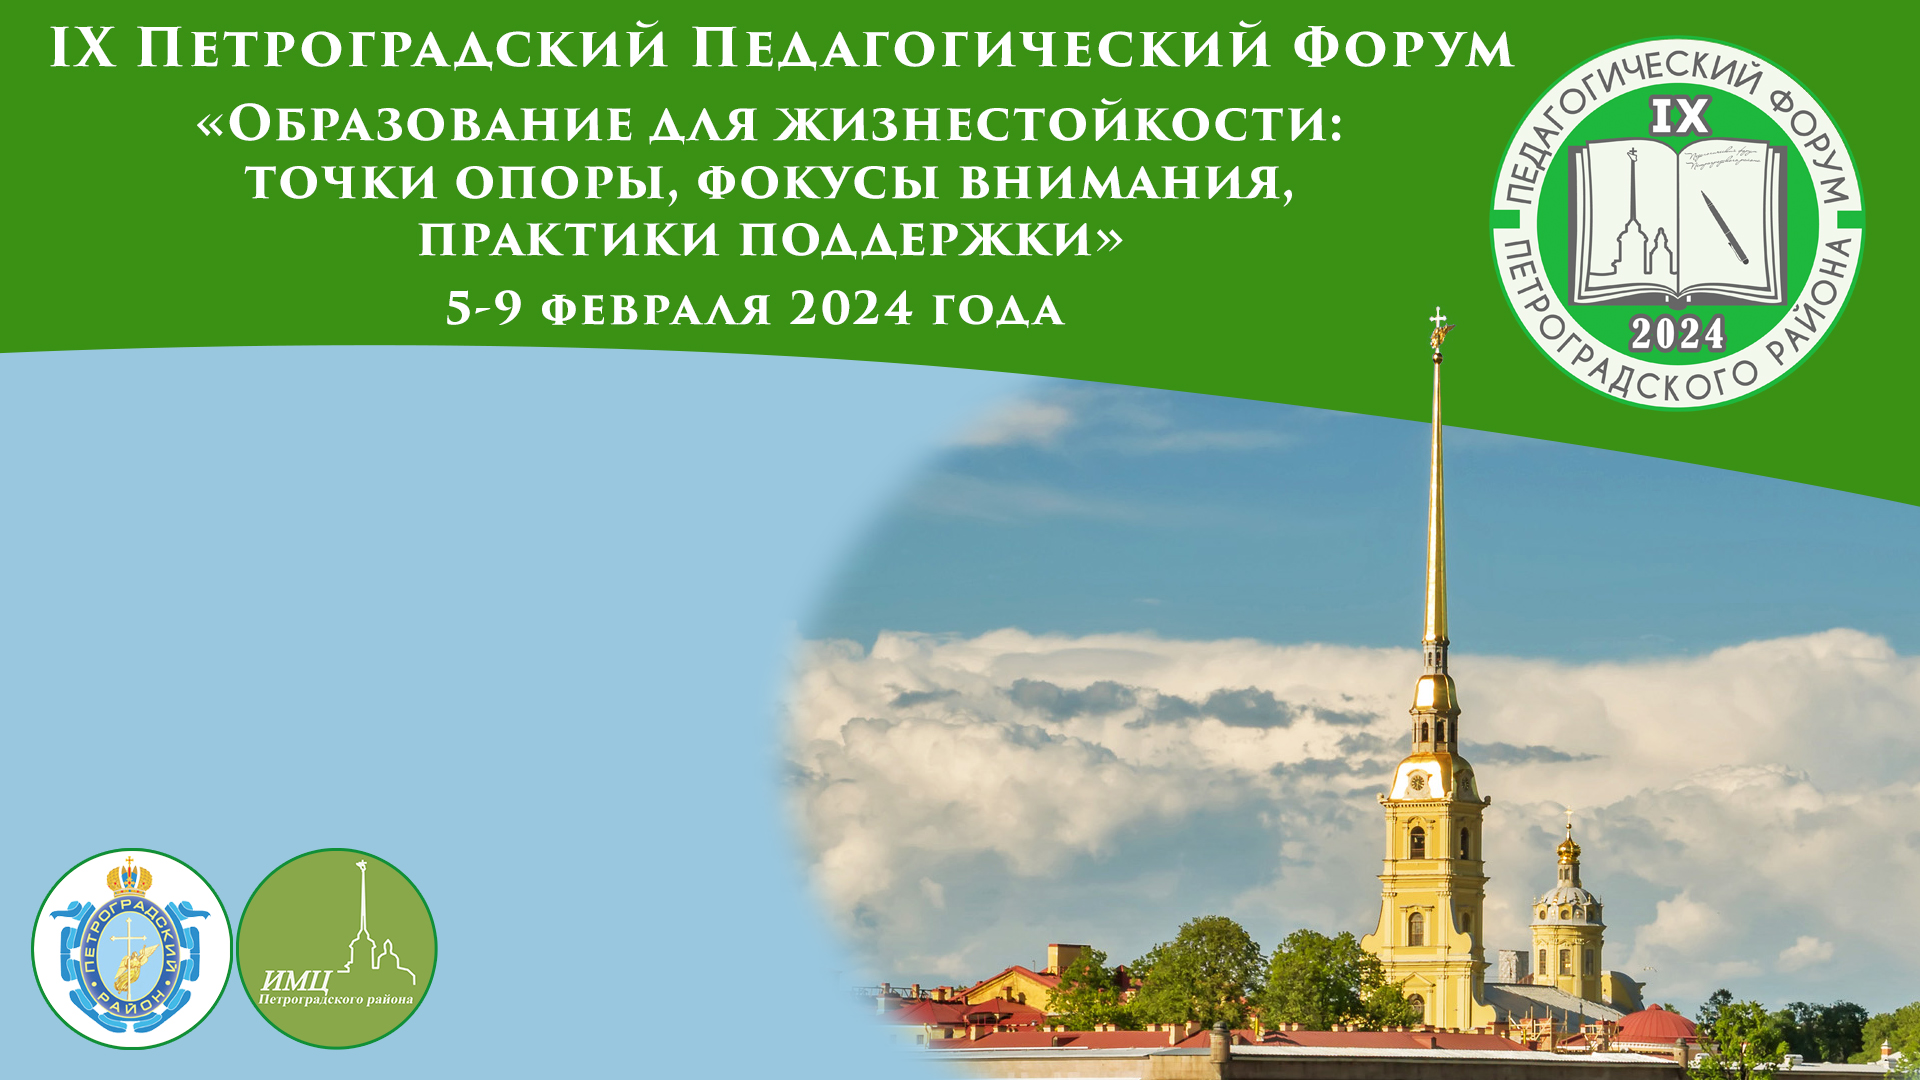 IX Петроградский Педагогический Форум
«Образование для жизнестойкости:
точки опоры, фокусы внимания,
практики поддержки»
5-9 февраля 2024 года
ПЕДАГОГИЧЕСКИЙ ФОРУМ
IX
2024
ПЕТРОГРАДСКОГО РАЙОНА
ПЕТРОГРАДСКИЙ
РАЙОН
ИМЦ
Петроградского района